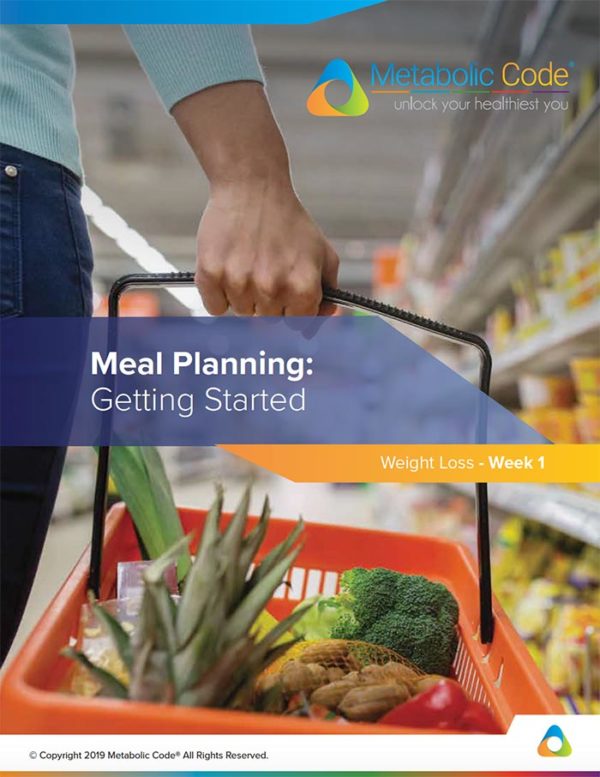 Metabolic Code®
unlock your healthiest you
Meal Planning:
Getting Started
Weight Loss - Week 1
© Copyright 2019 Metabolic Code® All Rights Reserved.